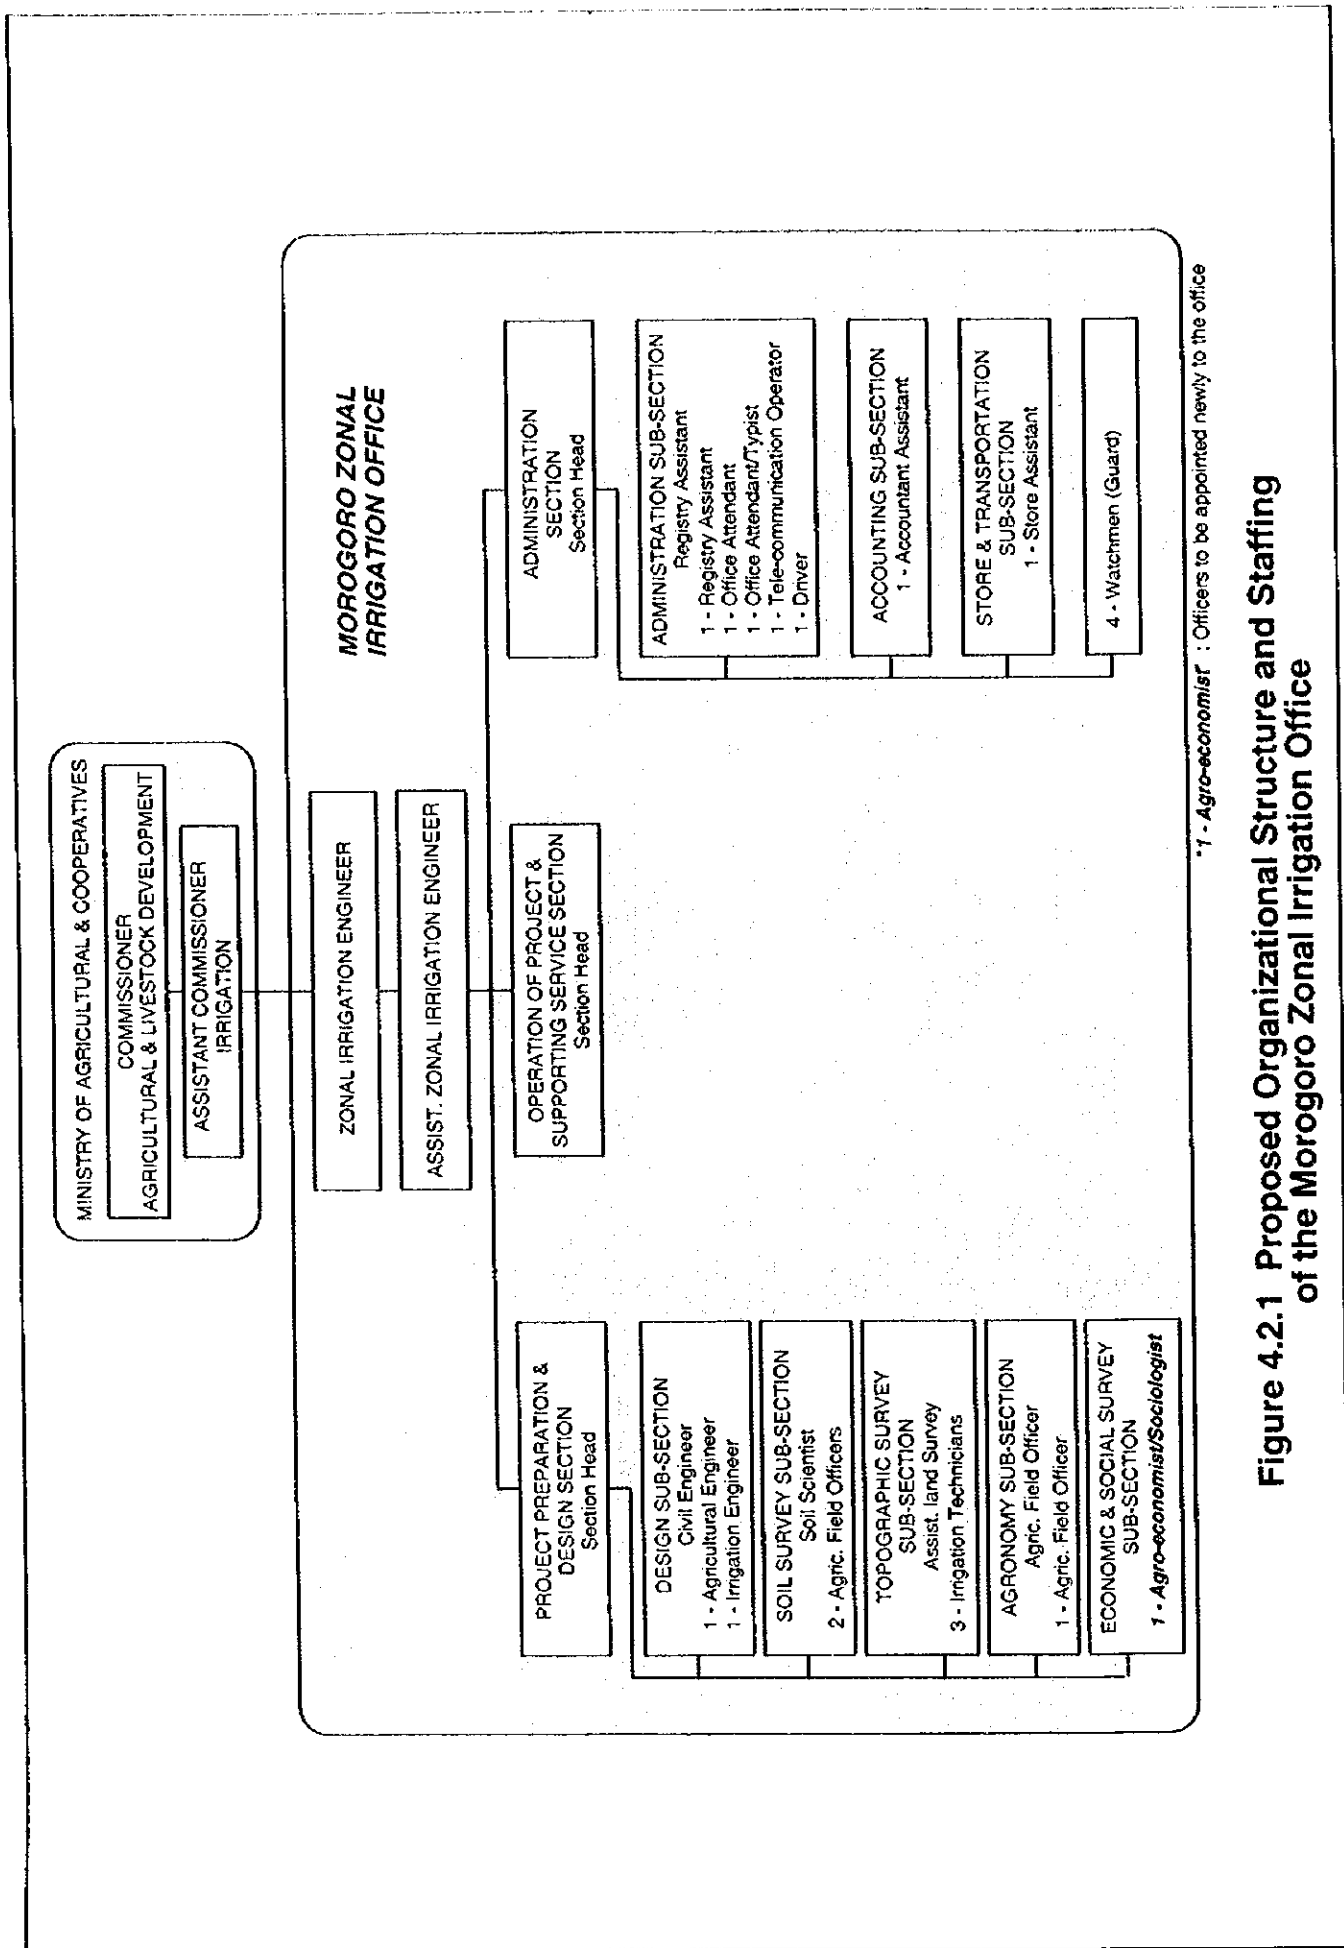 MINISTRY OF AGRICULTURAL & COOPERATIVES
COMMISSIONER
AGRICULTURAL & LIVESTOCK DEVELOPMENT
ASSISTANT COMMISSIONER
IRRIGATION
MOROGORO ZONAL
IRRIGATION OFFICE
ZONAL IRRIGATION ENGINEER
ASSIST. ZONAL IRRIGATION ENGINEER
PROJECT PREPARATION &
DESIGN SECTION
Section Head
DESIGN SUB-SECTION
Civil Engineer
1 - Agricultural Engineer
1 - Irrigation Engineer
SOIL SURVEY SUB-SECTION
Soil Scientist
2 - Agric. Field Officers
TOPOGRAPHIC SURVEY
SUB-SECTION
Assist. land Survey
3 - Irrigation Technicians
AGRONOMY SUB-SECTION
Agric. Field Officer
1 - Agric. Field Officer
ECONOMIC & SOCIAL SURVEY
SUB-SECTION
1 - Agro-economist/Sociologist
OPERATION OF PROJECT &
SUPPORTING SERVICE SECTION
Section Head
ADMINISTRATION
SECTION
Section Head
ADMINISTRATION SUB-SECTION
Registry Assistant
1 - Registry Assistant
1 - Office Attendant
1 - Office Attendant/Typist
1 - Tele-communication Operator
1 - Driver
ACCOUNTING SUB-SECTION
1 - Accountant Assistant
STORE & TRANSPORTATION
SUB-SECTION
1 - Store Assistant
4 - Watchmen (Guard)
"1 - Agro-economist" : Officers to be appointed newly to the office
Figure 4.2.1 Proposed Organizational Structure and Staffing
of the Morogoro Zonal Irrigation Office